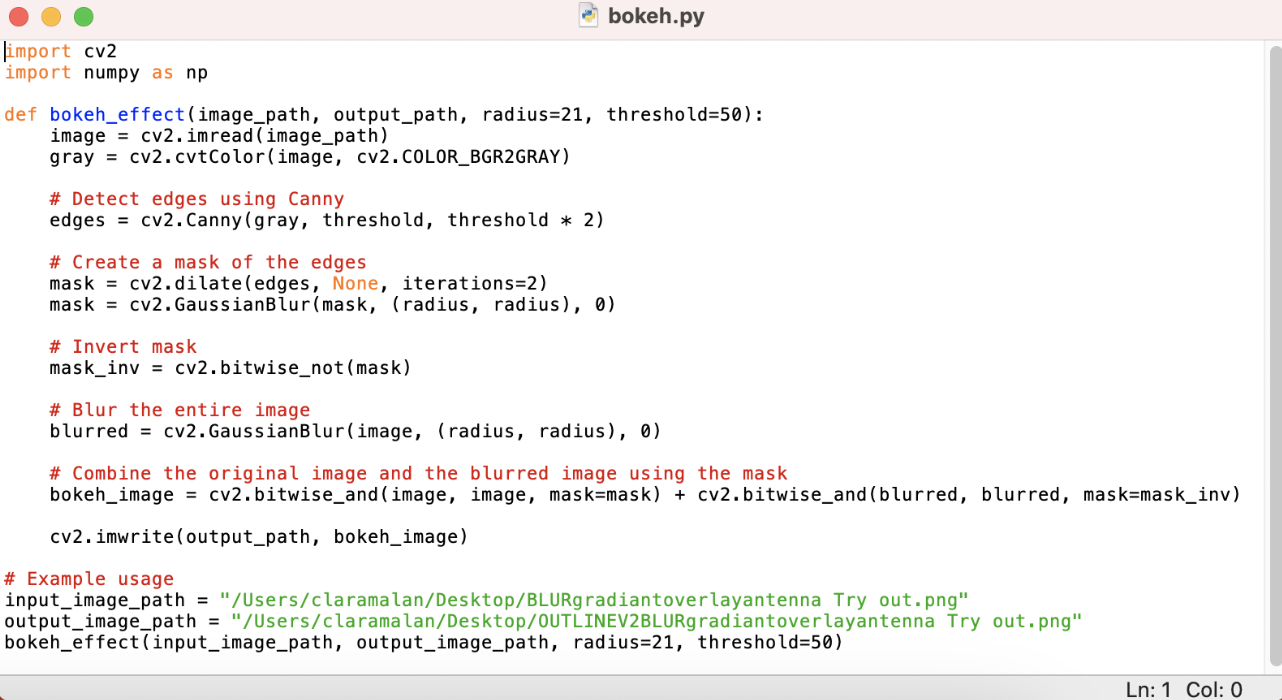 bokeh.py
import cv2
import numpy as np
def bokeh_effect(image_path, output_path, radius=21, threshold=50):
    image = cv2.imread(image_path)
    gray = cv2.cvtColor(image, cv2.COLOR_BGR2GRAY)
    # Detect edges using Canny
    edges = cv2.Canny(gray, threshold, threshold * 2)
    # Create a mask of the edges
    mask = cv2.dilate(edges, None, iterations=2)
    mask = cv2.GaussianBlur(mask, (radius, radius), 0)
    # Invert mask
    mask_inv = cv2.bitwise_not(mask)
    # Blur the entire image
    blurred = cv2.GaussianBlur(image, (radius, radius), 0)
    # Combine the original image and the blurred image using the mask
    bokeh_image = cv2.bitwise_and(image, image, mask=mask) + cv2.bitwise_and(blurred, blurred, mask=mask_inv)
    cv2.imwrite(output_path, bokeh_image)
# Example usage
input_image_path = "/Users/claramalan/Desktop/BLURgradiantoverlayantenna Try out.png"
output_image_path = "/Users/claramalan/Desktop/OUTLINEV2BLURgradiantoverlayantenna Try out.png"
bokeh_effect(input_image_path, output_image_path, radius=21, threshold=50)
Ln: 1 Col: 0